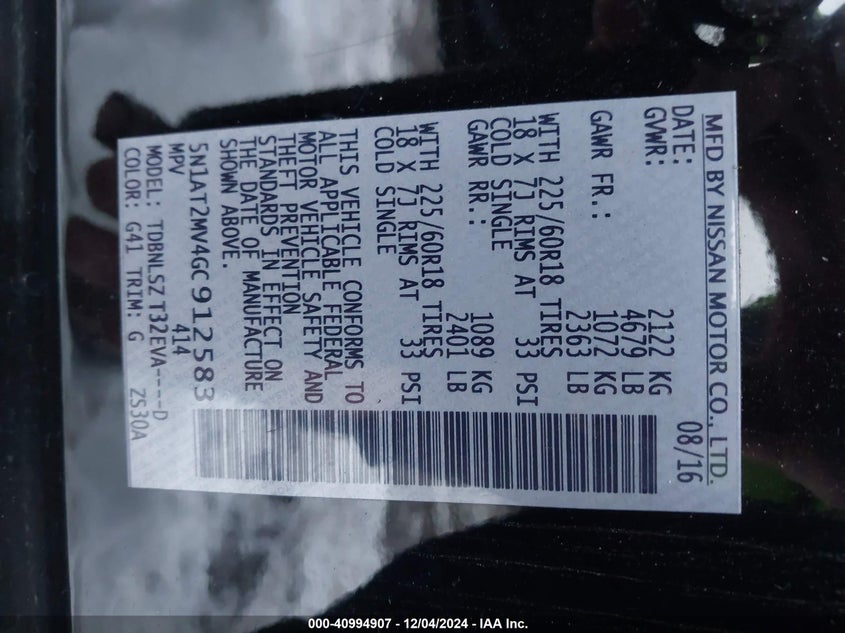 MFD BY NISSAN MOTOR CO., LTD.
DATE: 08/16
GVWR: 2122 KG
4679 LB
GAWR FR.: 1072 KG
2363 LB
WITH 225/60R18 TIRES
18 X 7J RIMS AT 33 PSI
COLD SINGLE
GAWR RR.: 1089 KG
2401 LB
WITH 225/60R18 TIRES
18 X 7J RIMS AT 33 PSI
COLD SINGLE
THIS VEHICLE CONFORMS TO
ALL APPLICABLE FEDERAL
MOTOR VEHICLE SAFETY AND
THEFT PREVENTION
STANDARDS IN EFFECT ON
THE DATE OF MANUFACTURE
SHOWN ABOVE.
5N1AT2MV4GC912583
MPV 414
MODEL: TDBNLSZ T32EVA----D
COLOR: G41 TRIM: G ZS30A
000-40994907 - 12/04/2024 - IAA Inc.